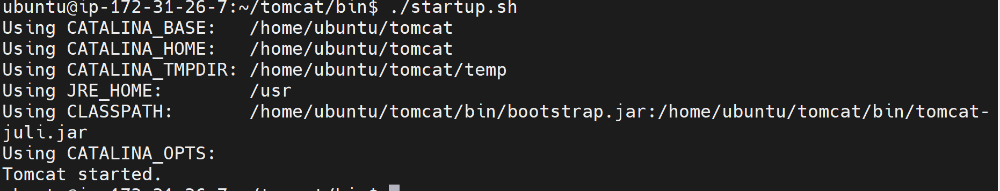 ubuntu@ip-172-31-26-7:~/tomcat/bin$ ./startup.sh
Using CATALINA_BASE:   /home/ubuntu/tomcat
Using CATALINA_HOME:   /home/ubuntu/tomcat
Using CATALINA_TMPDIR: /home/ubuntu/tomcat/temp
Using JRE_HOME:        /usr
Using CLASSPATH:       /home/ubuntu/tomcat/bin/bootstrap.jar:/home/ubuntu/tomcat/bin/tomcat-
juli.jar
Using CATALINA_OPTS:
Tomcat started.